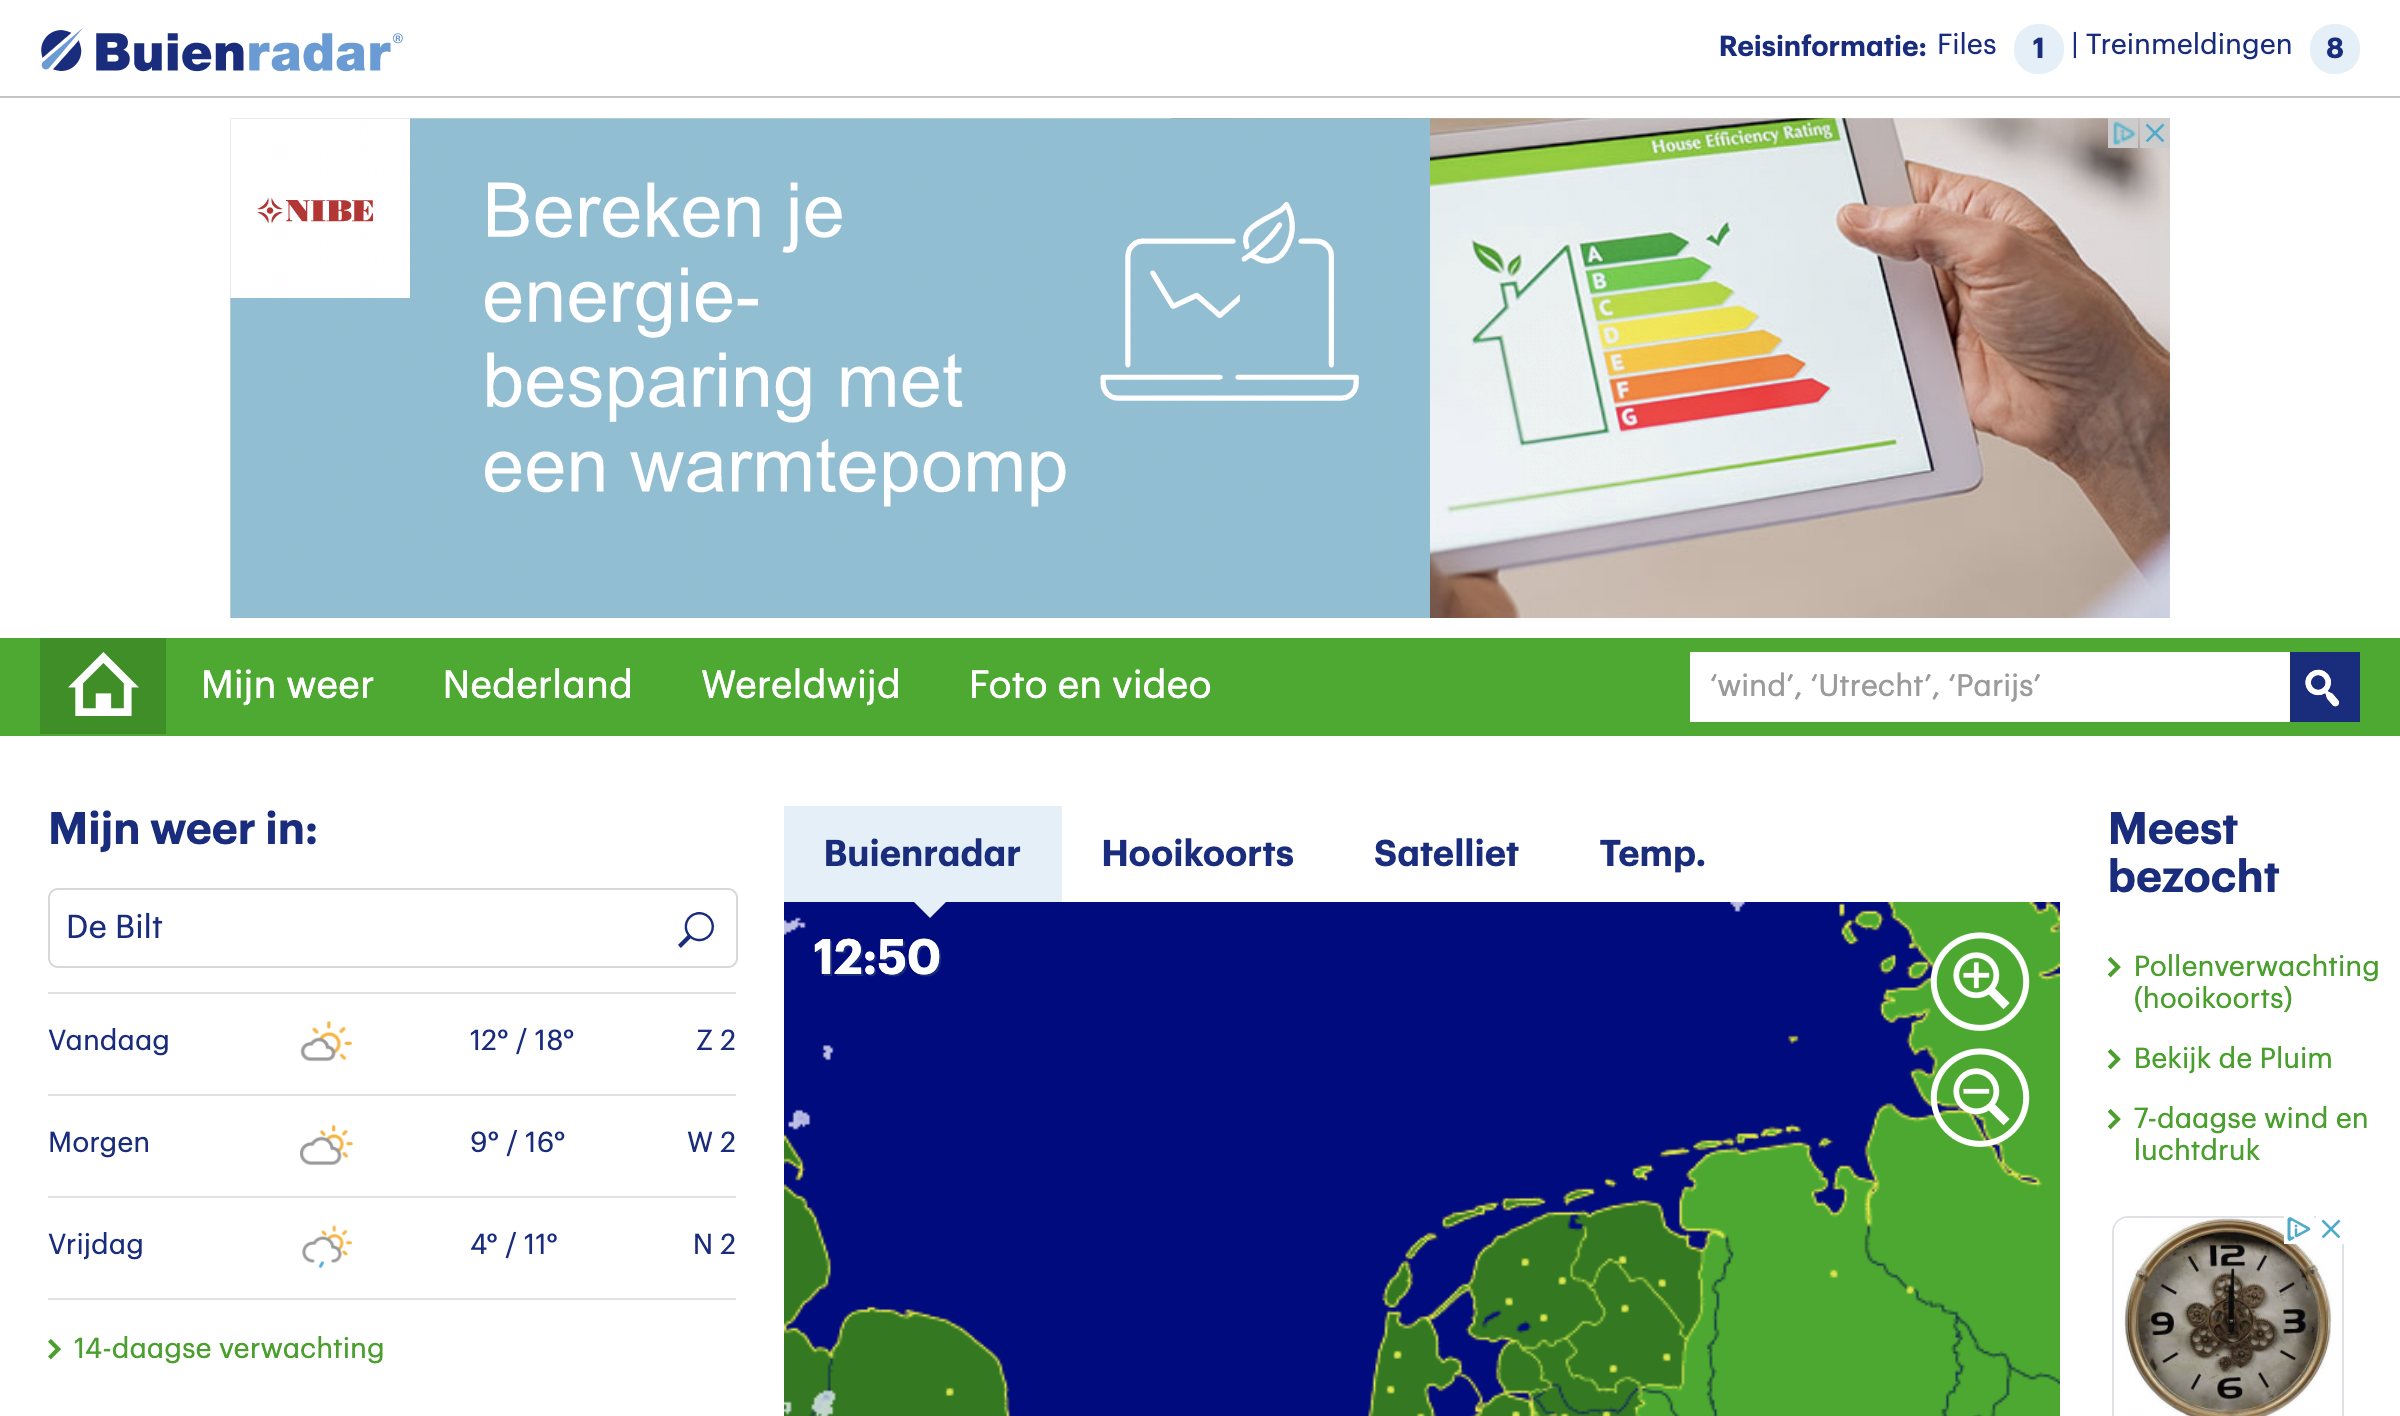 Buienradar®
Reisinformatie: Files 1 | Treinmeldingen 8
NIBE
Bereken je
energie-
besparing met
een warmtepomp
House Efficiency Rating
A
B
C
D
E
F
G
Mijn weer
Nederland
Wereldwijd
Foto en video
‘wind’, ‘Utrecht’, ‘Parijs’
Mijn weer in:
De Bilt
Vandaag 12° / 18° Z 2
Morgen 9° / 16° W 2
Vrijdag 4° / 11° N 2
14-daagse verwachting
Buienradar
Hooikoorts
Satelliet
Temp.
12:50
Meest
bezocht
Pollenverwachting
(hooikoorts)
Bekijk de Pluim
7-daagse wind en
luchtdruk
12
9
3
6